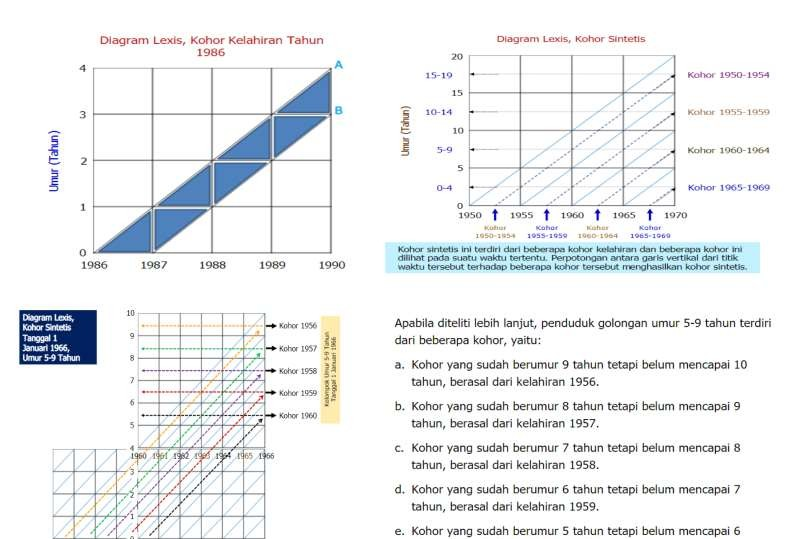 Diagram Lexis, Kohor Kelahiran Tahun
1986
A
B
4
3
2
1
0
Umur (Tahun)
1986 1987 1988 1989 1990
Diagram Lexis, Kohor Sintetis
20
15-19
15
10-14
10
5-9
5
0-4
0
Umur (Tahun)
Kohor 1950-1954
Kohor 1955-1959
Kohor 1960-1964
Kohor 1965-1969
1950 1955 1960 1965 1970
Kohor 1950-1954
Kohor 1955-1959
Kohor 1960-1964
Kohor 1965-1969
Kohor sintetis ini terdiri dari beberapa kohor kelahiran dan beberapa kohor ini
dilihat pada suatu waktu tertentu. Perpotongan antara garis vertikal dari titik
waktu tersebut terhadap beberapa kohor tersebut menghasilkan kohor sintetis.
Diagram Lexis,
Kohor Sintetis
Tanggal 1
Januari 1966,
Umur 5-9 Tahun
10
9
8
7
6
5
4
3
2
1
0
Kohor 1956
Kohor 1957
Kohor 1958
Kohor 1959
Kohor 1960
Kelompok Umur 5-9 Tahun
Tanggal 1 Januari 1966
1960 1961 1962 1963 1964 1965 1966
Apabila diteliti lebih lanjut, penduduk golongan umur 5-9 tahun terdiri
dari beberapa kohor, yaitu:
a. Kohor yang sudah berumur 9 tahun tetapi belum mencapai 10
tahun, berasal dari kelahiran 1956.
b. Kohor yang sudah berumur 8 tahun tetapi belum mencapai 9
tahun, berasal dari kelahiran 1957.
c. Kohor yang sudah berumur 7 tahun tetapi belum mencapai 8
tahun, berasal dari kelahiran 1958.
d. Kohor yang sudah berumur 6 tahun tetapi belum mencapai 7
tahun, berasal dari kelahiran 1959.
e. Kohor yang sudah berumur 5 tahun tetapi belum mencapai 6